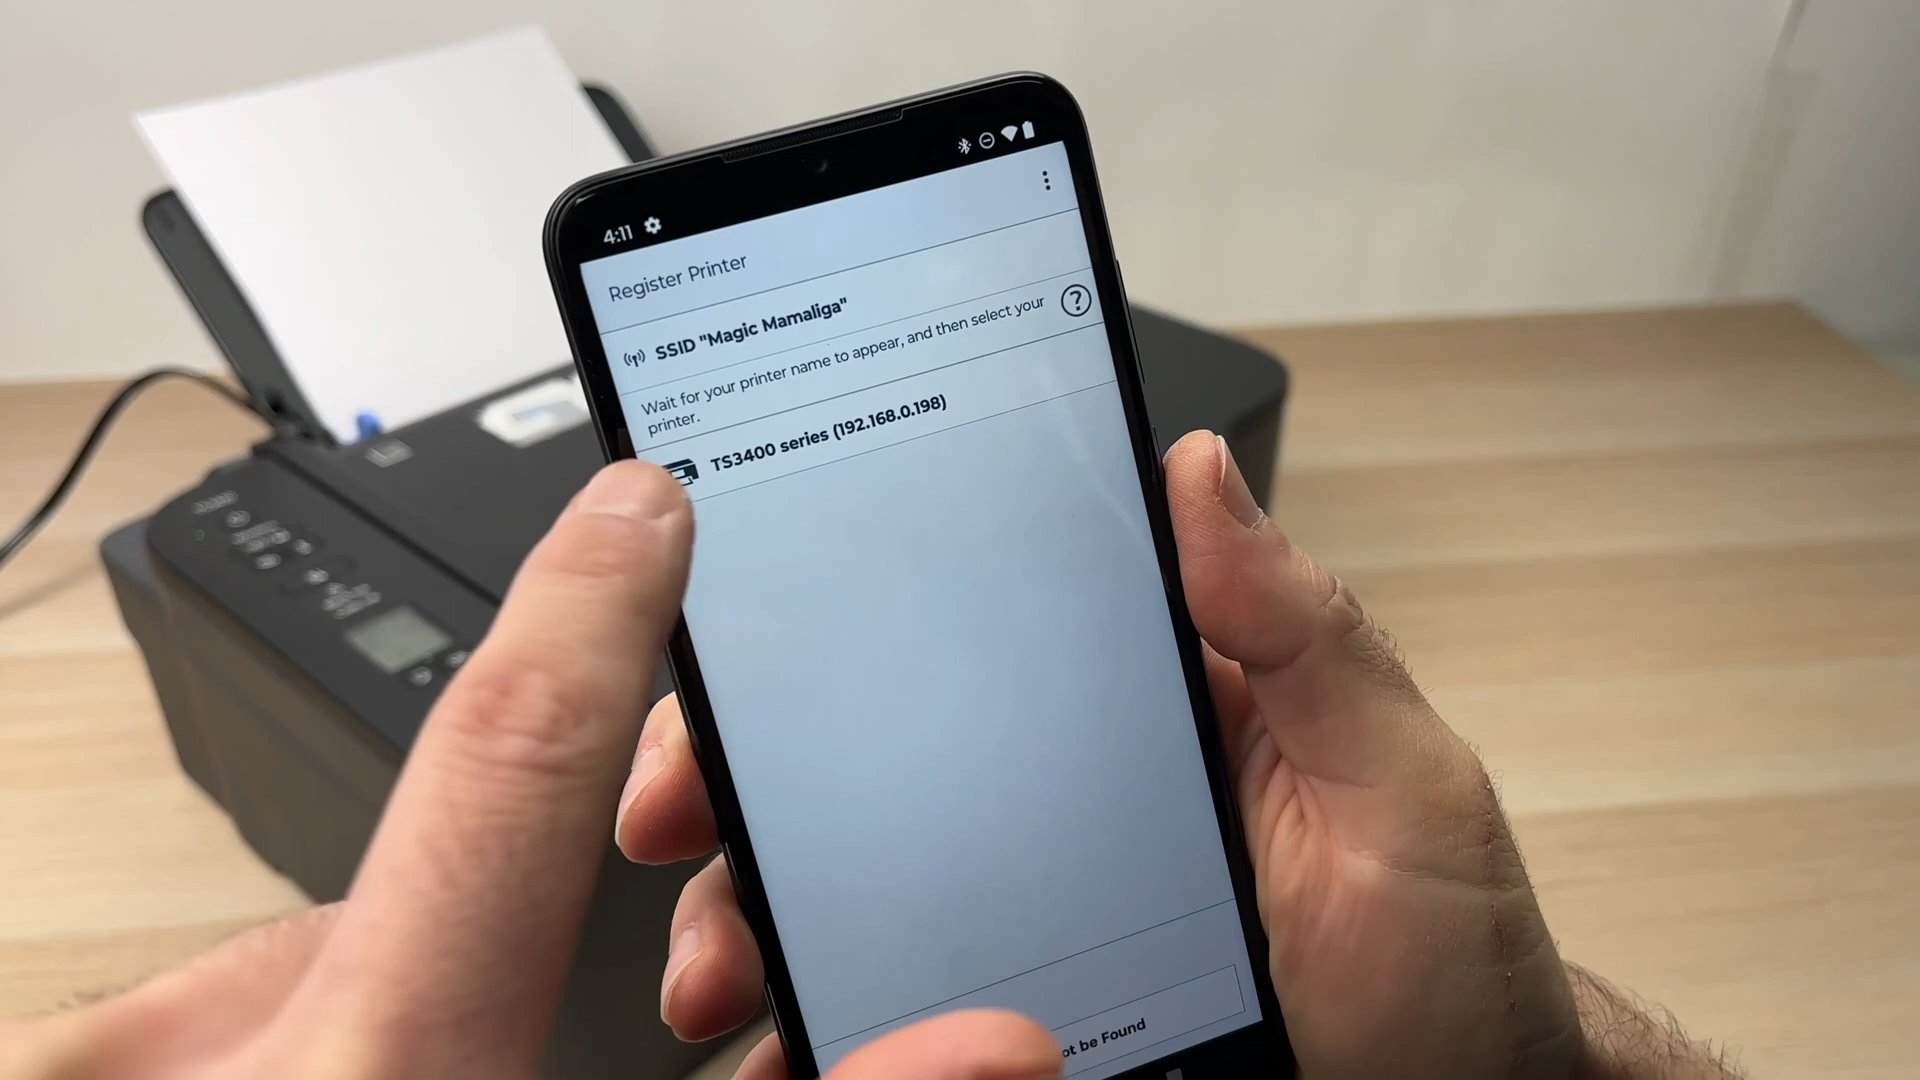 4:11
Register Printer
SSID "Magic Mamaliga"
Wait for your printer name to appear, and then select your
printer.
?
TS3400 series (192.168.0.198)
be Found